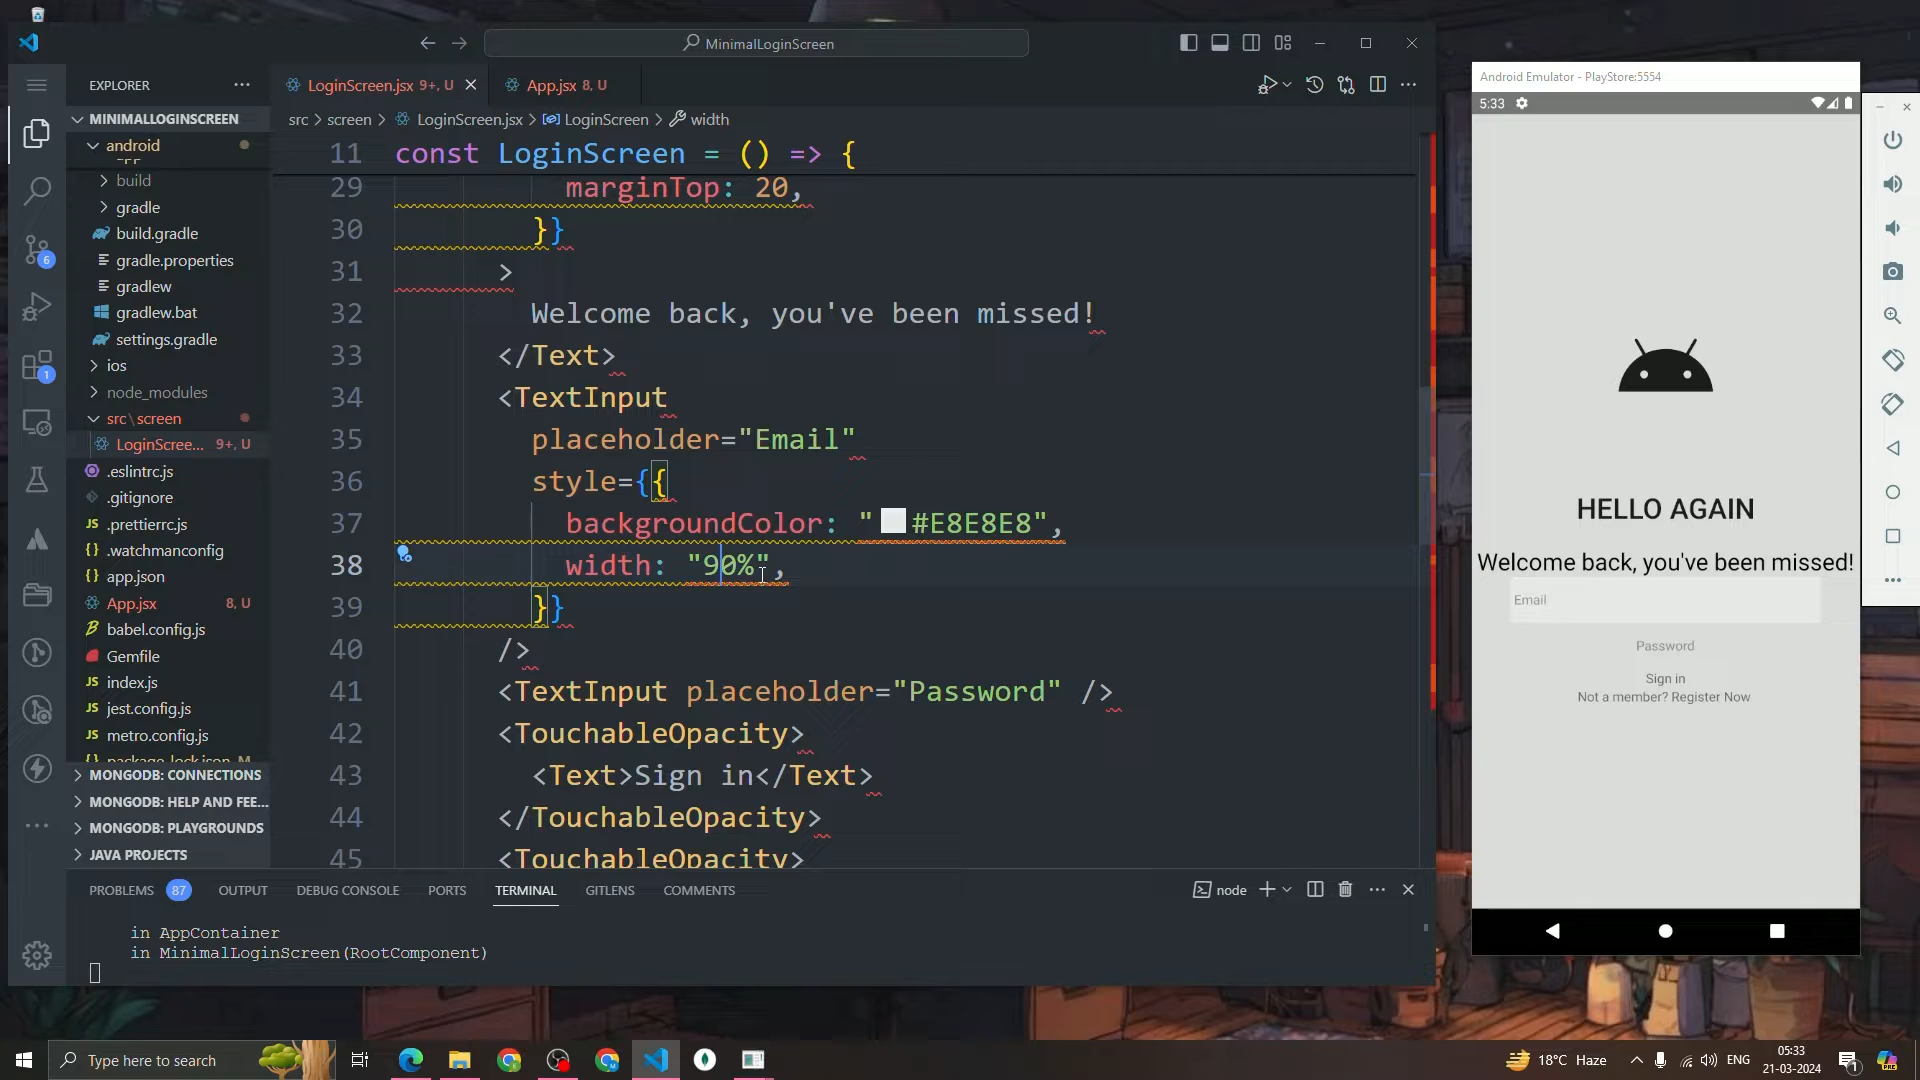 MinimalLoginScreen
EXPLORER
LoginScreen.jsx 9+, U
App.jsx 8, U
MINIMALLOGINSCREEN
android
app
build
gradle
build.gradle
gradle.properties
gradlew
gradlew.bat
settings.gradle
ios
node_modules
src\screen
LoginScree... 9+, U
.eslintrc.js
.gitignore
.prettierrc.js
.watchmanconfig
app.json
App.jsx 8, U
babel.config.js
Gemfile
index.js
jest.config.js
metro.config.js
package-lock.json M
MONGODB: CONNECTIONS
MONGODB: HELP AND FEE...
MONGODB: PLAYGROUNDS
JAVA PROJECTS
6
1
src > screen > LoginScreen.jsx > LoginScreen > width
11 const LoginScreen = () => {
29 marginTop: 20,
30 }}
31 >
32 Welcome back, you've been missed!
33 </Text>
34 <TextInput
35 placeholder="Email"
36 style={{
37 backgroundColor: "#E8E8E8",
38 width: "90%",
39 }}
40 />
41 <TextInput placeholder="Password" />
42 <TouchableOpacity>
43 <Text>Sign in</Text>
44 </TouchableOpacity>
45 <TouchableOpacity>
PROBLEMS 87 OUTPUT DEBUG CONSOLE PORTS TERMINAL GITLENS COMMENTS
node
in AppContainer
in MinimalLoginScreen(RootComponent)
Android Emulator - PlayStore:5554
5:33
HELLO AGAIN
Welcome back, you've been missed!
Email
Password
Sign in
Not a member? Register Now
Type here to search
18°C Haze
ENG
05:33
21-03-2024
1